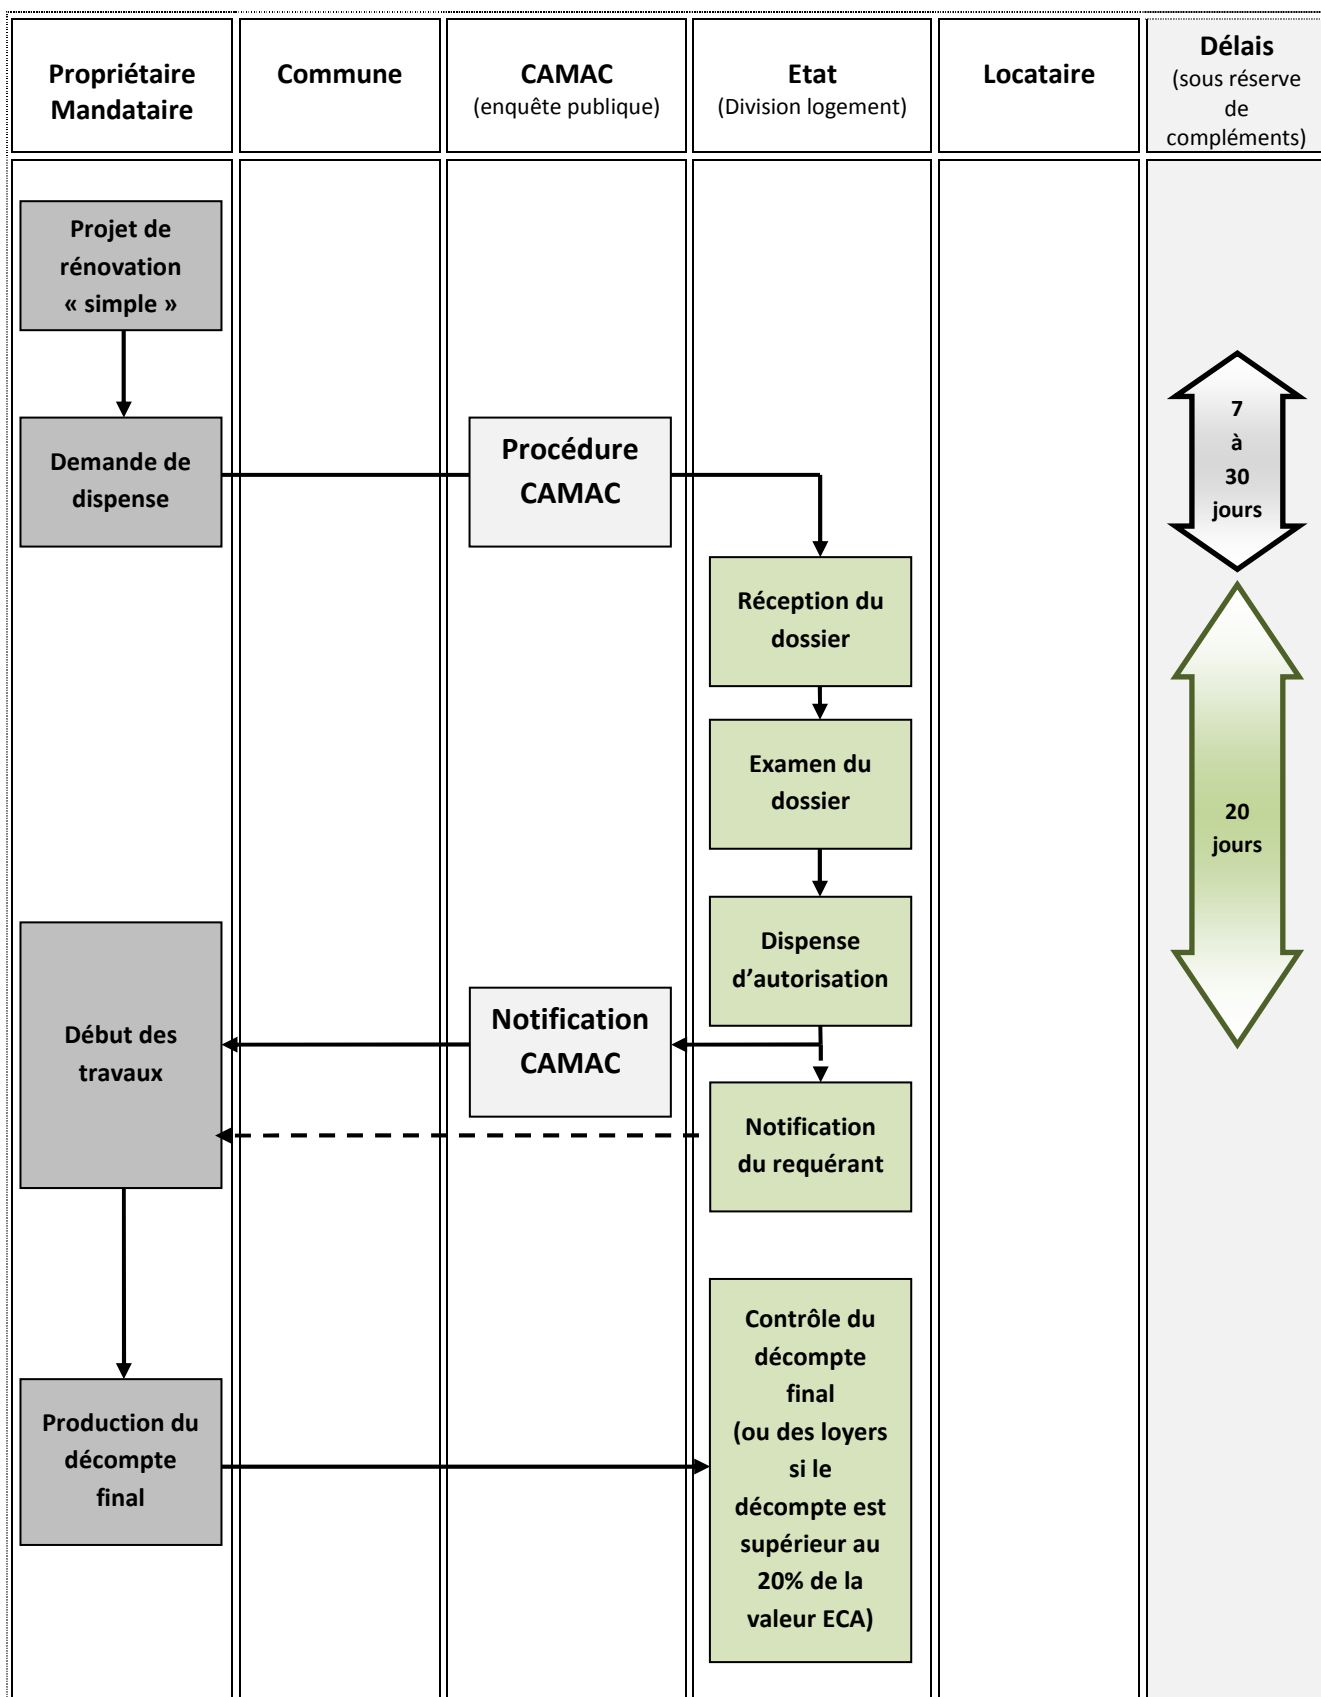 Propriétaire
Mandataire
Commune
CAMAC
(enquête publique)
Etat
(Division logement)
Locataire
Délais
(sous réserve
de
compléments)
Projet de
rénovation
« simple »
7
à
30
jours
Demande de
dispense
Procédure
CAMAC
Réception du
dossier
Examen du
dossier
20
jours
Dispense
d’autorisation
Début des
travaux
Notification
CAMAC
Notification
du requérant
Contrôle du
décompte
final
(ou des loyers
si le
décompte est
supérieur au
20% de la
valeur ECA)
Production du
décompte
final